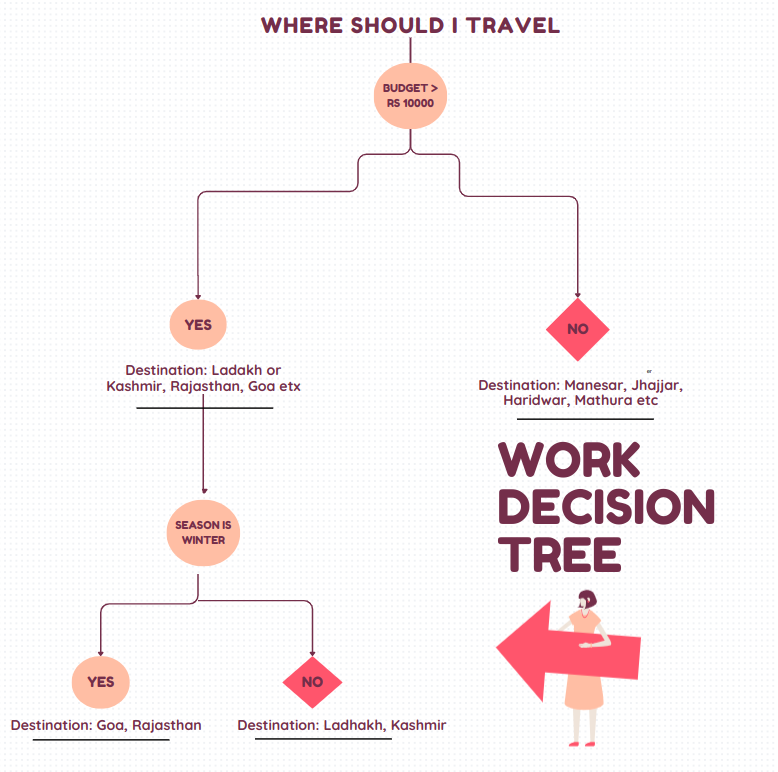 WHERE SHOULD I TRAVEL
BUDGET >
RS 10000
YES
NO
Destination: Ladakh or
Kashmir, Rajasthan, Goa etx
“
Destination: Manesar, Jhajjar,
Haridwar, Mathura etc
WORK
DECISION
TREE
SEASON IS
WINTER
YES
NO
Destination: Goa, Rajasthan
Destination: Ladhakh, Kashmir